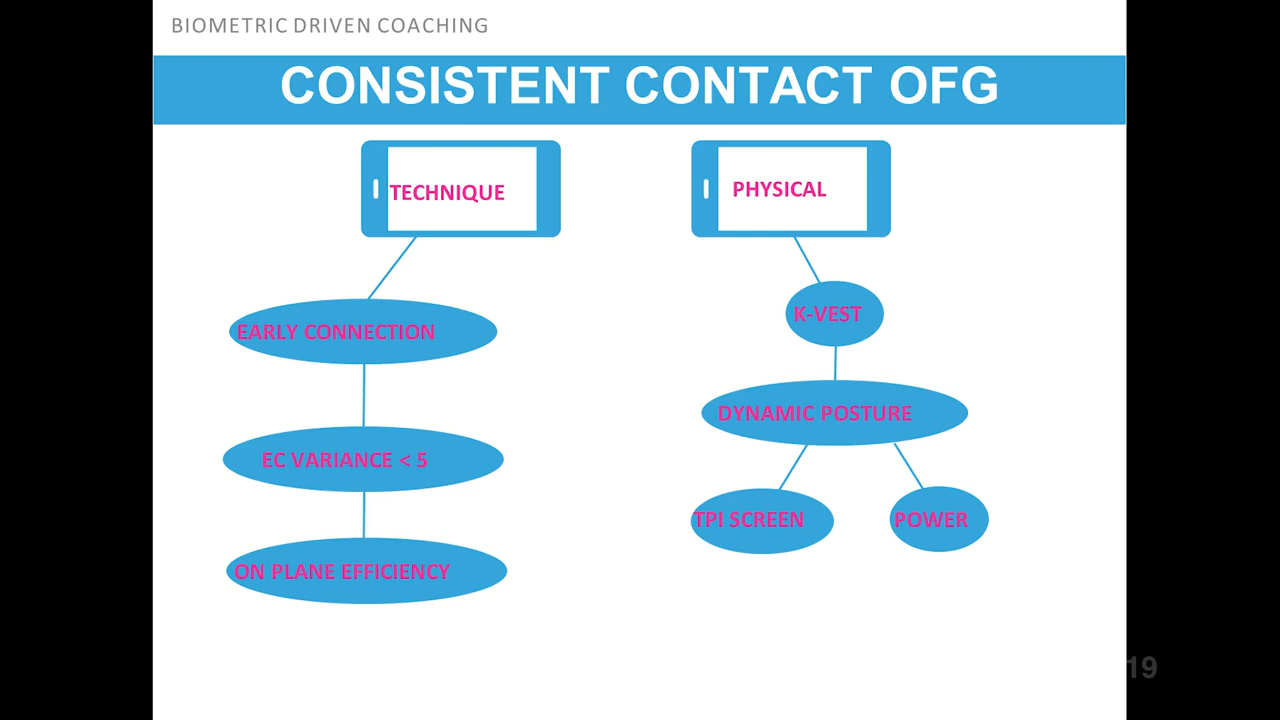 BIOMETRIC DRIVEN COACHING
CONSISTENT CONTACT OFG
TECHNIQUE
EARLY CONNECTION
EC VARIANCE < 5
ON PLANE EFFICIENCY
PHYSICAL
K-VEST
DYNAMIC POSTURE
TPI SCREEN
POWER
19